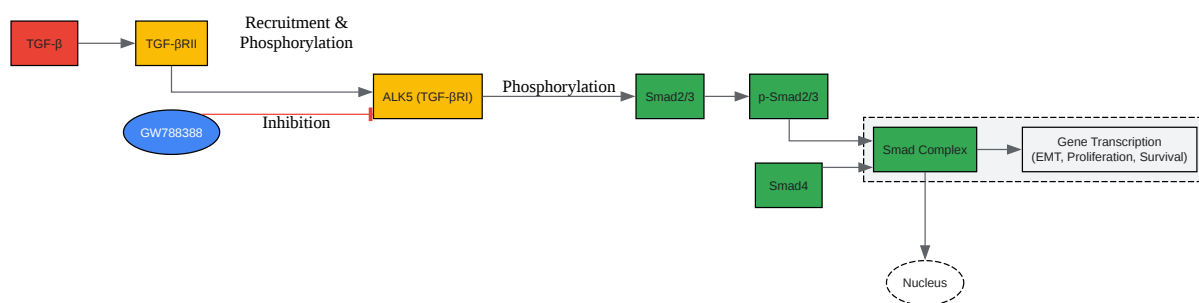 Recruitment &
Phosphorylation
TGF-β
TGF-βRII
ALK5 (TGF-βRI)
Phosphorylation
Smad2/3
p-Smad2/3
GW788388
Inhibition
Smad Complex
Gene Transcription
(EMT, Proliferation, Survival)
Smad4
Nucleus